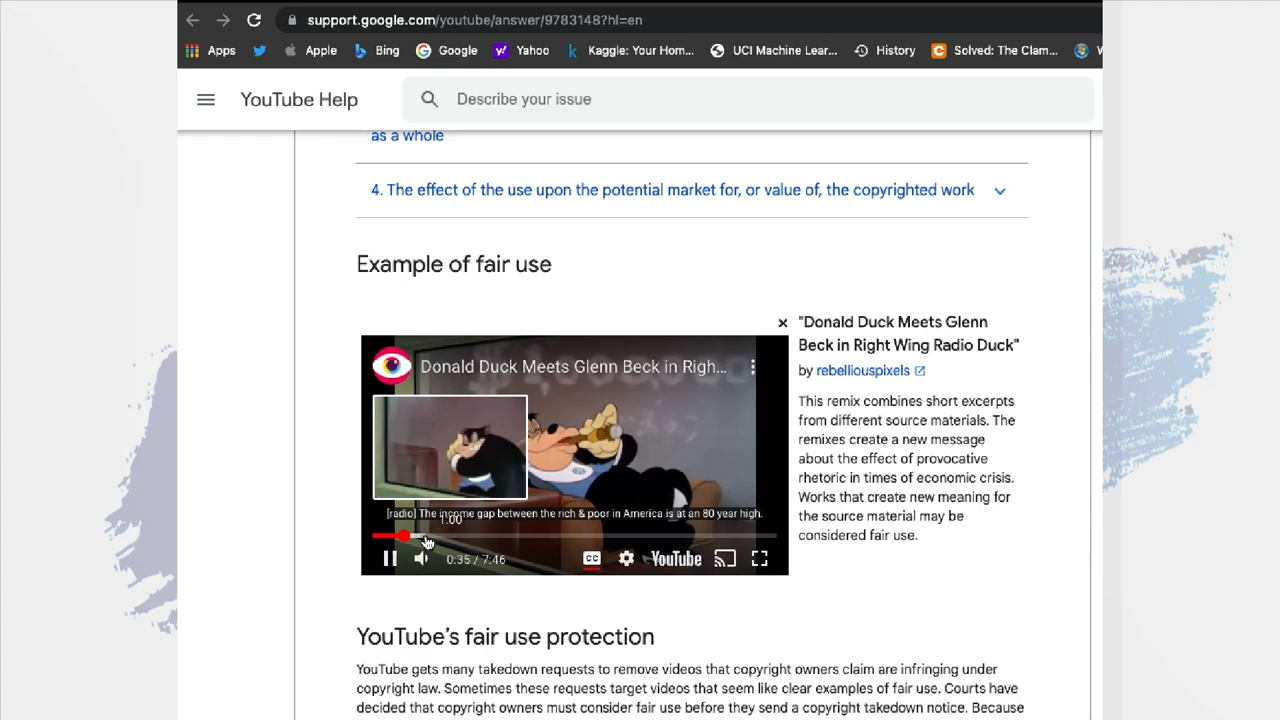 support.google.com/youtube/answer/9783148?hl=en
Apps Apple Bing Google Yahoo Kaggle: Your Hom... UCI Machine Lear... History Solved: The Clam...
YouTube Help
Describe your issue
as a whole
4. The effect of the use upon the potential market for, or value of, the copyrighted work
Example of fair use
"Donald Duck Meets Glenn
Beck in Right Wing Radio Duck"
by rebelliouspixels
This remix combines short excerpts
from different source materials. The
remixes create a new message
about the effect of provocative
rhetoric in times of economic crisis.
Works that create new meaning for
the source material may be
considered fair use.
Donald Duck Meets Glenn Beck in Righ...
[radio] The income gap between the rich & poor in America is at an 80 year high.
1:00
0:35 / 7:46
CC
YouTube
YouTube's fair use protection
YouTube gets many takedown requests to remove videos that copyright owners claim are infringing under
copyright law. Sometimes these requests target videos that seem like clear examples of fair use. Courts have
decided that copyright owners must consider fair use before they send a copyright takedown notice. Because